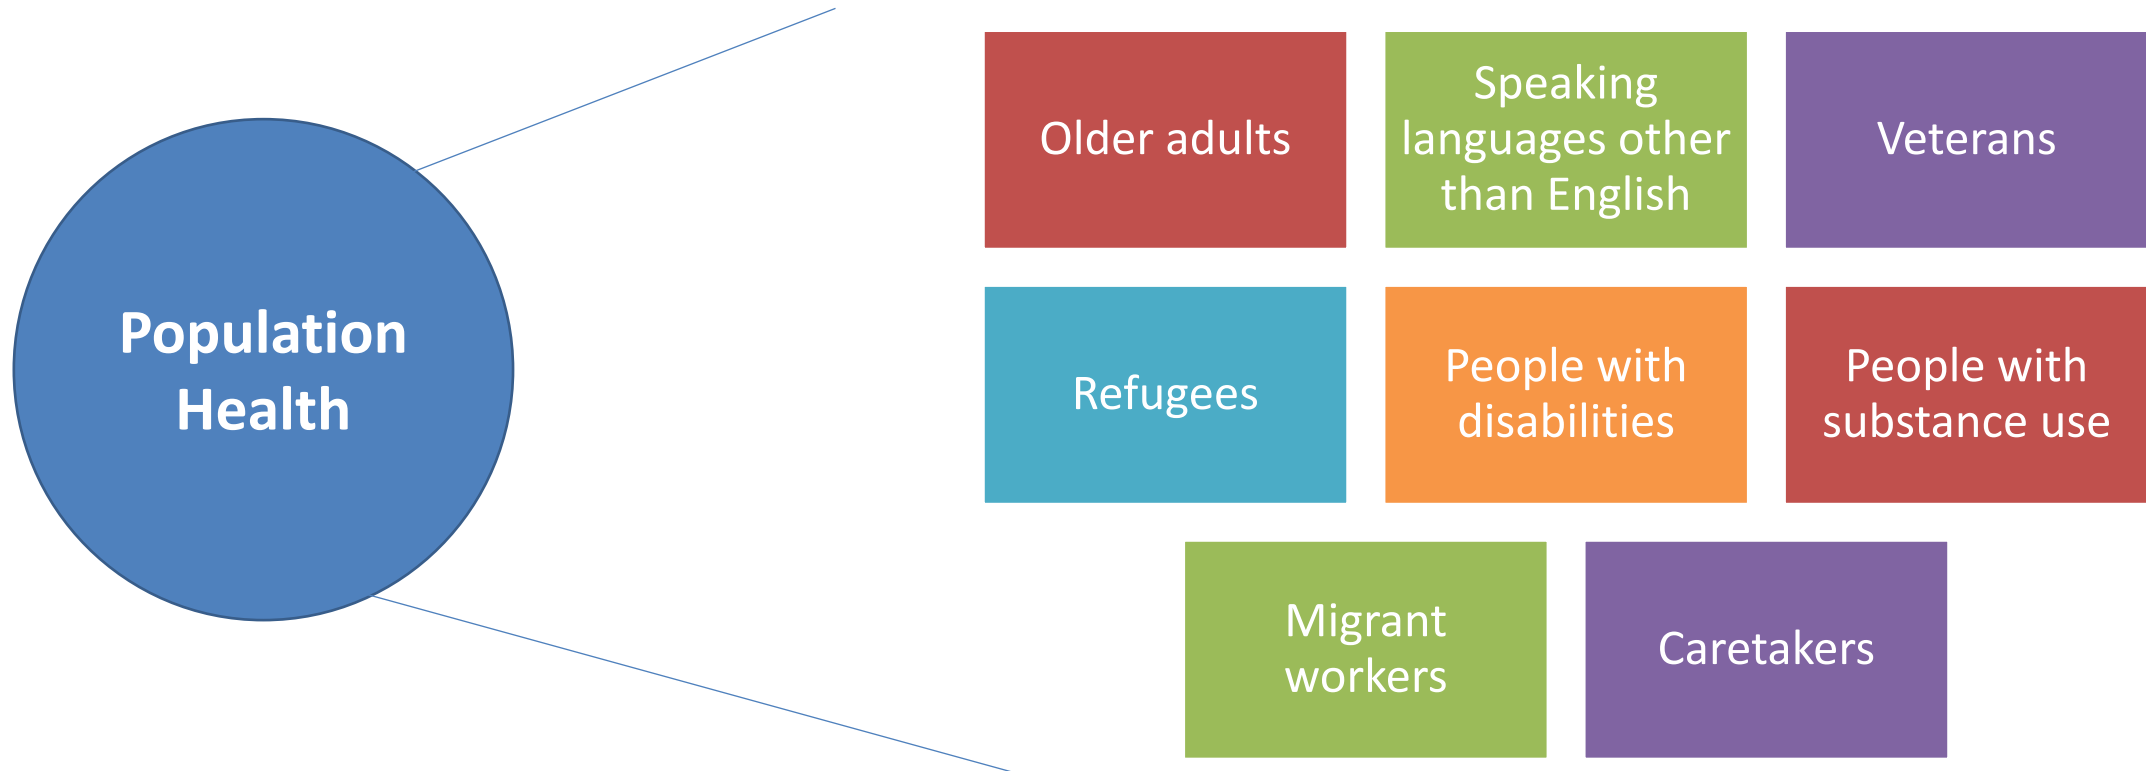 Population
Health
Older adults
Speaking
languages other
than English
Veterans
Refugees
People with
disabilities
People with
substance use
Migrant
workers
Caretakers